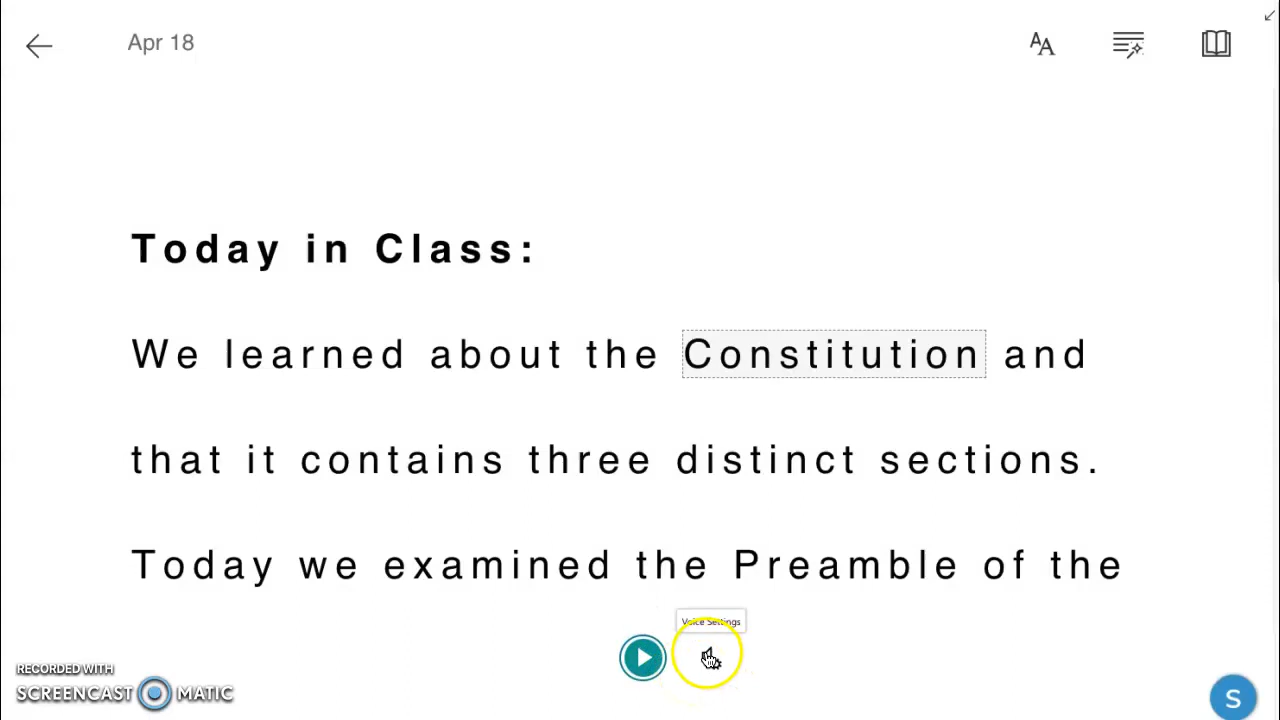 Apr 18
Today in Class:
We learned about the Constitution and
that it contains three distinct sections.
Today we examined the Preamble of the
Voice Settings
RECORDED WITH
SCREENCAST MATIC
S